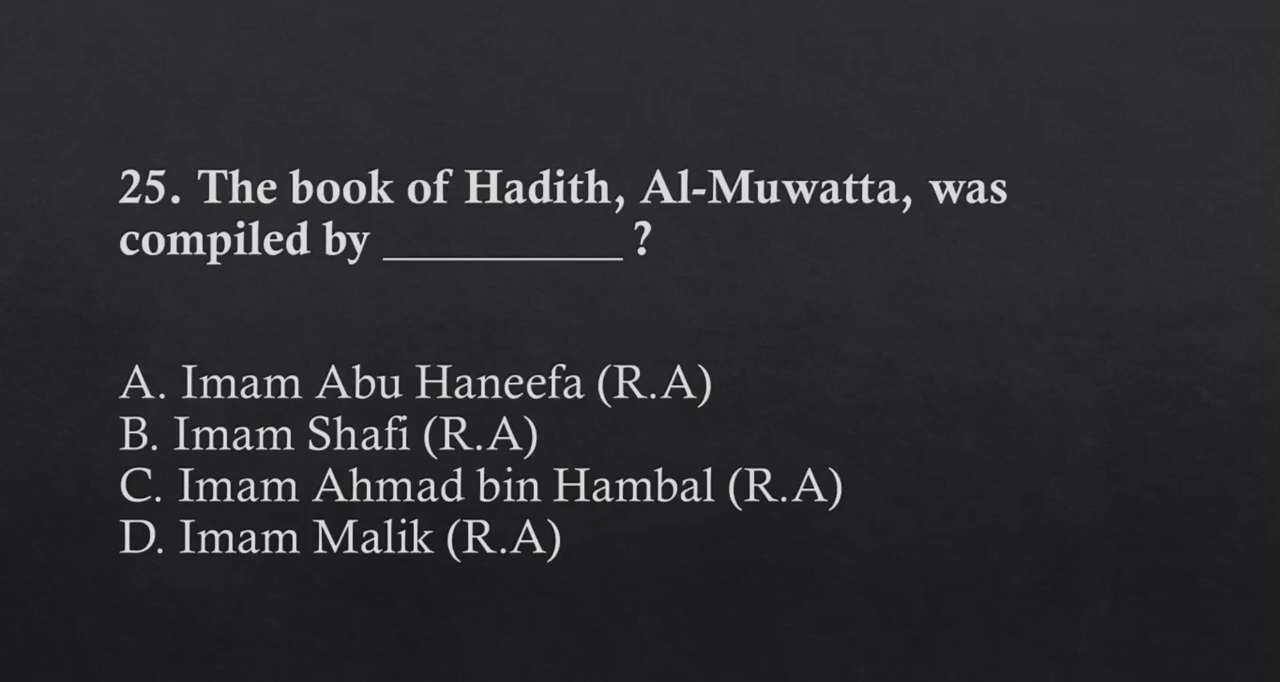 25. The book of Hadith, Al-Muwatta, was
compiled by __________ ?
A. Imam Abu Haneefa (R.A)
B. Imam Shafi (R.A)
C. Imam Ahmad bin Hambal (R.A)
D. Imam Malik (R.A)